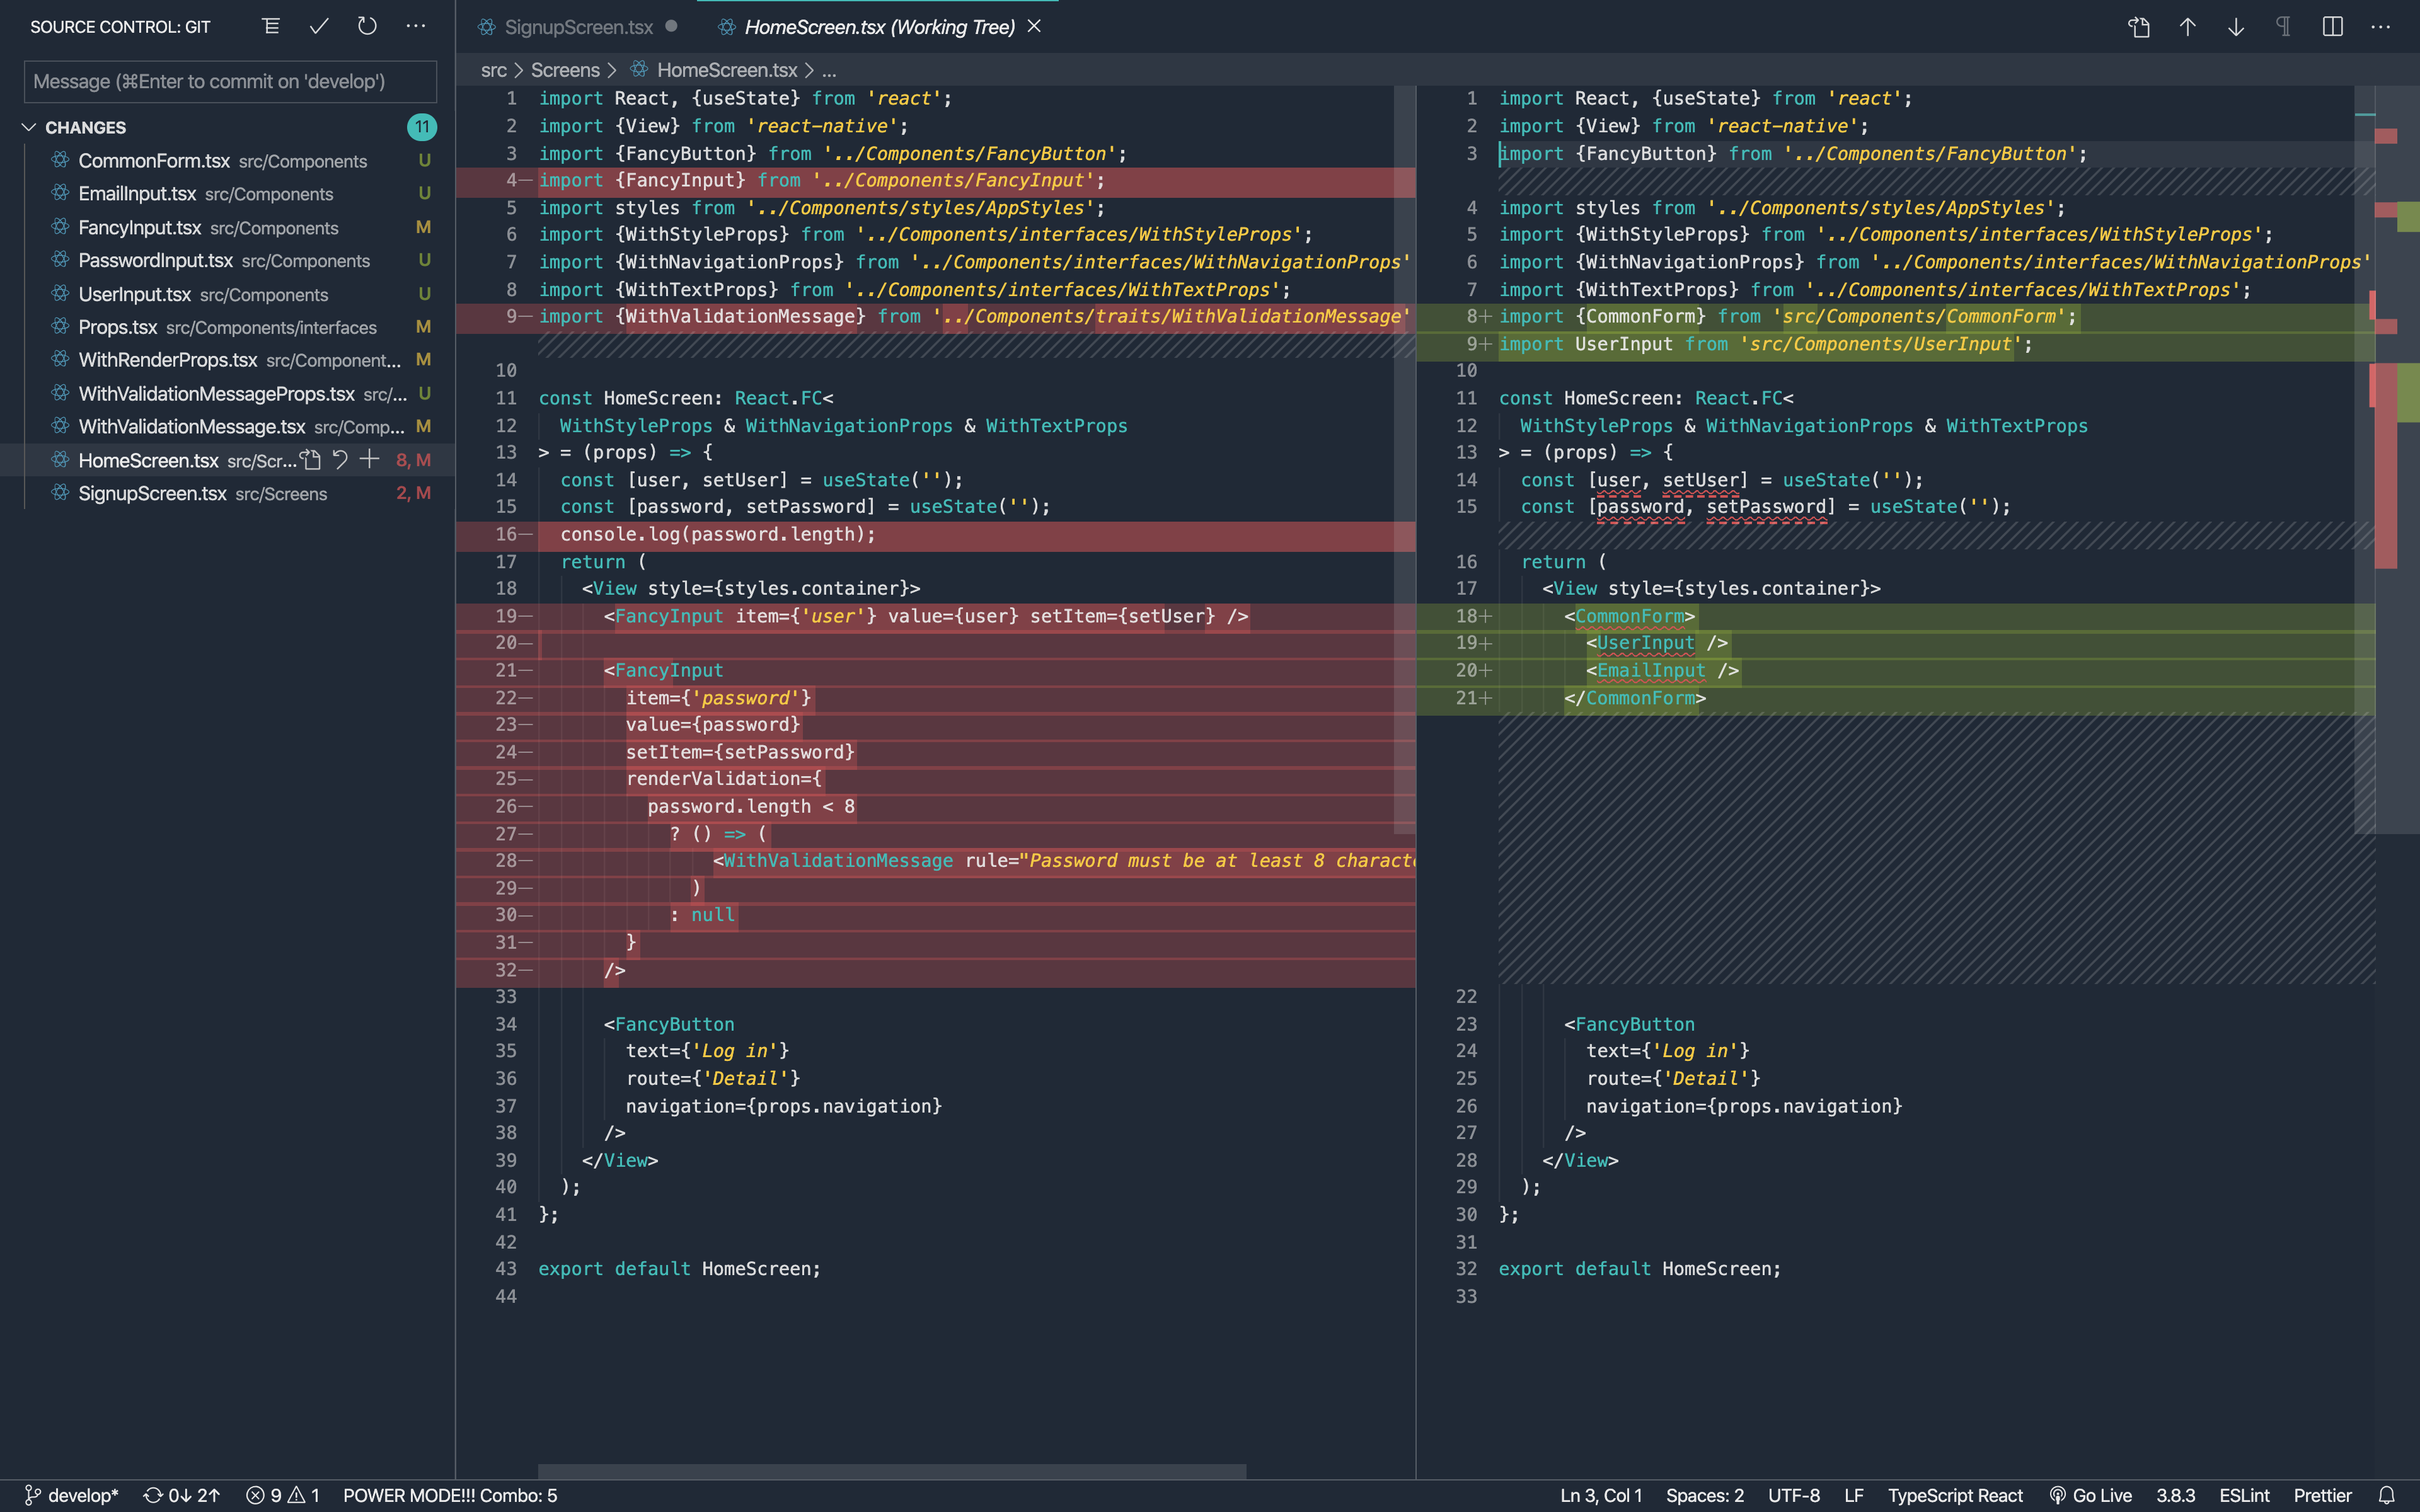 SOURCE CONTROL: GIT
Message (⌘Enter to commit on 'develop')
CHANGES 11
CommonForm.tsx src/Components U
EmailInput.tsx src/Components U
FancyInput.tsx src/Components M
PasswordInput.tsx src/Components U
UserInput.tsx src/Components U
Props.tsx src/Components/interfaces M
WithRenderProps.tsx src/Component... M
WithValidationMessageProps.tsx src/... U
WithValidationMessage.tsx src/Comp... M
HomeScreen.tsx src/Scr... 8, M
SignupScreen.tsx src/Screens 2, M
SignupScreen.tsx HomeScreen.tsx (Working Tree)
src > Screens > HomeScreen.tsx > ...
1 import React, {useState} from 'react';
2 import {View} from 'react-native';
3 import {FancyButton} from '../Components/FancyButton';
4— import {FancyInput} from '../Components/FancyInput';
5 import styles from '../Components/styles/AppStyles';
6 import {WithStyleProps} from '../Components/interfaces/WithStyleProps';
7 import {WithNavigationProps} from '../Components/interfaces/WithNavigationProps'
8 import {WithTextProps} from '../Components/interfaces/WithTextProps';
9— import {WithValidationMessage} from '../Components/traits/WithValidationMessage'
10
11 const HomeScreen: React.FC<
12 WithStyleProps & WithNavigationProps & WithTextProps
13 > = (props) => {
14 const [user, setUser] = useState('');
15 const [password, setPassword] = useState('');
16— console.log(password.length);
17 return (
18 <View style={styles.container}>
19— <FancyInput item={'user'} value={user} setItem={setUser} />
20—
21— <FancyInput
22— item={'password'}
23— value={password}
24— setItem={setPassword}
25— renderValidation={
26— password.length < 8
27— ? () => (
28— <WithValidationMessage rule="Password must be at least 8 characte
29— )
30— : null
31— }
32— />
33
34 <FancyButton
35 text={'Log in'}
36 route={'Detail'}
37 navigation={props.navigation}
38 />
39 </View>
40 );
41 };
42
43 export default HomeScreen;
44
1 import React, {useState} from 'react';
2 import {View} from 'react-native';
3 import {FancyButton} from '../Components/FancyButton';
4 import styles from '../Components/styles/AppStyles';
5 import {WithStyleProps} from '../Components/interfaces/WithStyleProps';
6 import {WithNavigationProps} from '../Components/interfaces/WithNavigationProps'
7 import {WithTextProps} from '../Components/interfaces/WithTextProps';
8+ import {CommonForm} from 'src/Components/CommonForm';
9+ import UserInput from 'src/Components/UserInput';
10
11 const HomeScreen: React.FC<
12 WithStyleProps & WithNavigationProps & WithTextProps
13 > = (props) => {
14 const [user, setUser] = useState('');
15 const [password, setPassword] = useState('');
16 return (
17 <View style={styles.container}>
18+ <CommonForm>
19+ <UserInput />
20+ <EmailInput />
21+ </CommonForm>
22
23 <FancyButton
24 text={'Log in'}
25 route={'Detail'}
26 navigation={props.navigation}
27 />
28 </View>
29 );
30 };
31
32 export default HomeScreen;
33
develop* 0↓ 2↑ 9 1 POWER MODE!!! Combo: 5 Ln 3, Col 1 Spaces: 2 UTF-8 LF TypeScript React Go Live 3.8.3 ESLint Prettier